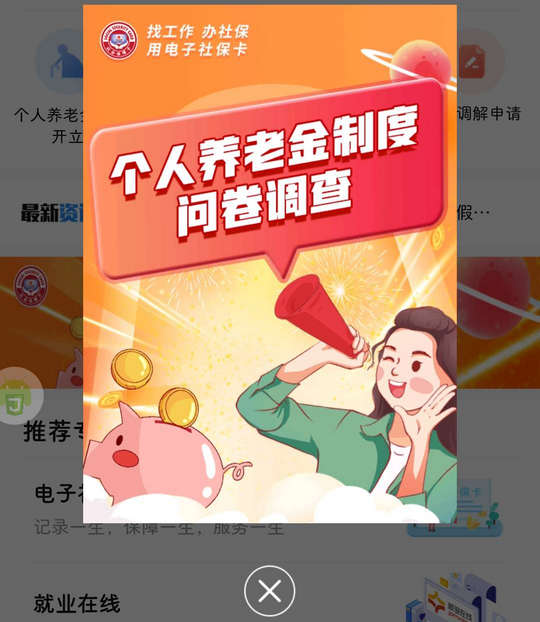 找工作 办社保
用电子社保卡
个人养老金
开立
调解申请
个人养老金制度
问卷调查
最新资讯
假…
推荐专
电子社
记录一生，保障一生，服务一生
就业在线